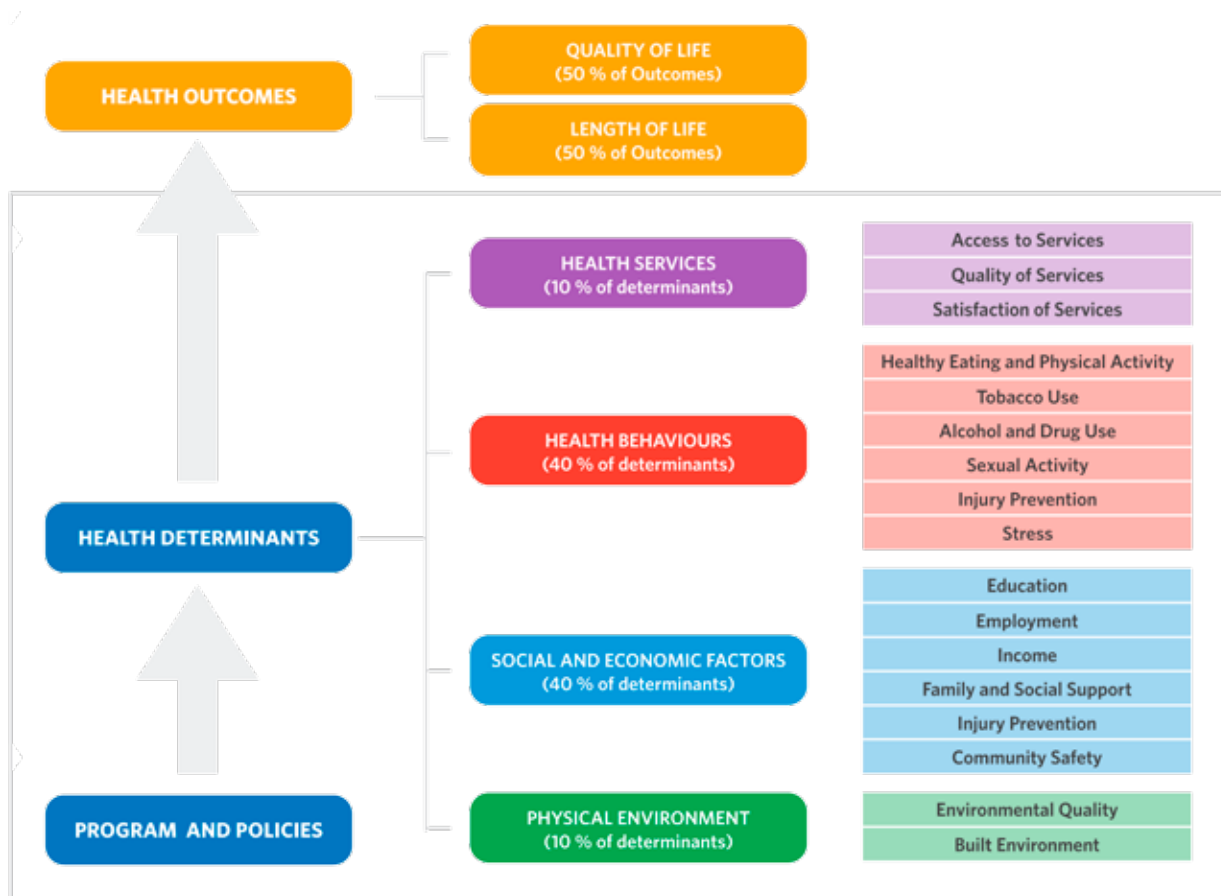 HEALTH OUTCOMES
QUALITY OF LIFE
(50 % of Outcomes)
LENGTH OF LIFE
(50 % of Outcomes)
HEALTH DETERMINANTS
HEALTH SERVICES
(10 % of determinants)
Access to Services
Quality of Services
Satisfaction of Services
HEALTH BEHAVIOURS
(40 % of determinants)
Healthy Eating and Physical Activity
Tobacco Use
Alcohol and Drug Use
Sexual Activity
Injury Prevention
Stress
SOCIAL AND ECONOMIC FACTORS
(40 % of determinants)
Education
Employment
Income
Family and Social Support
Injury Prevention
Community Safety
PHYSICAL ENVIRONMENT
(10 % of determinants)
Environmental Quality
Built Environment
PROGRAM AND POLICIES